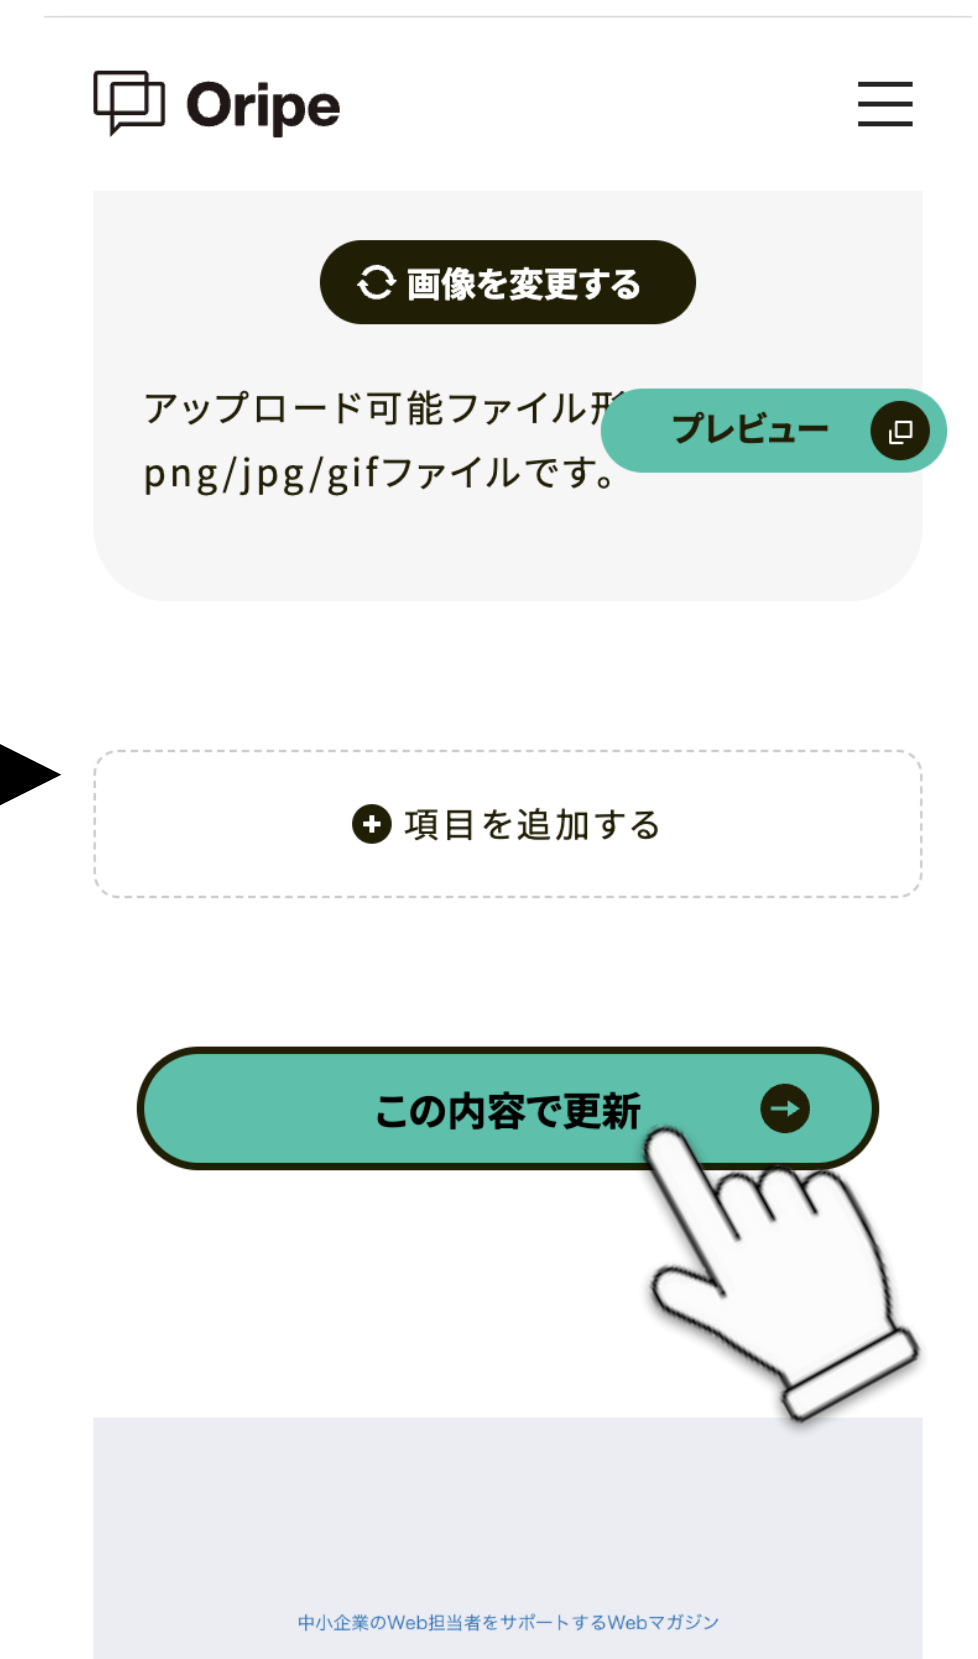 Oripe
画像を変更する
アップロード可能ファイル形
プレビュー
png/jpg/gifファイルです。
項目を追加する
この内容で更新
中小企業のWeb担当者をサポートするWebマガジン